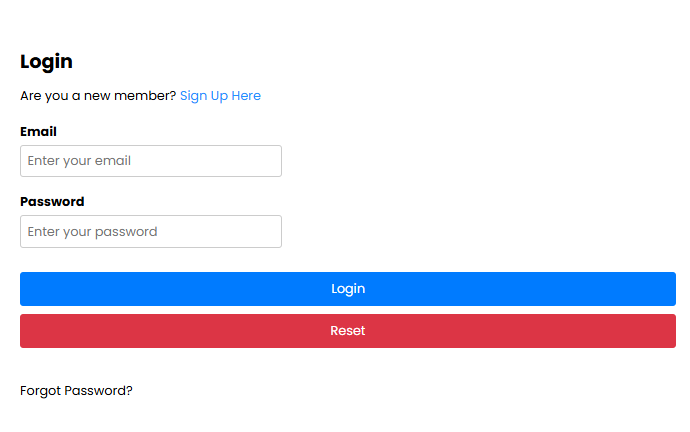 Login
Are you a new member? Sign Up Here
Email
Enter your email
Password
Enter your password
Login
Reset
Forgot Password?